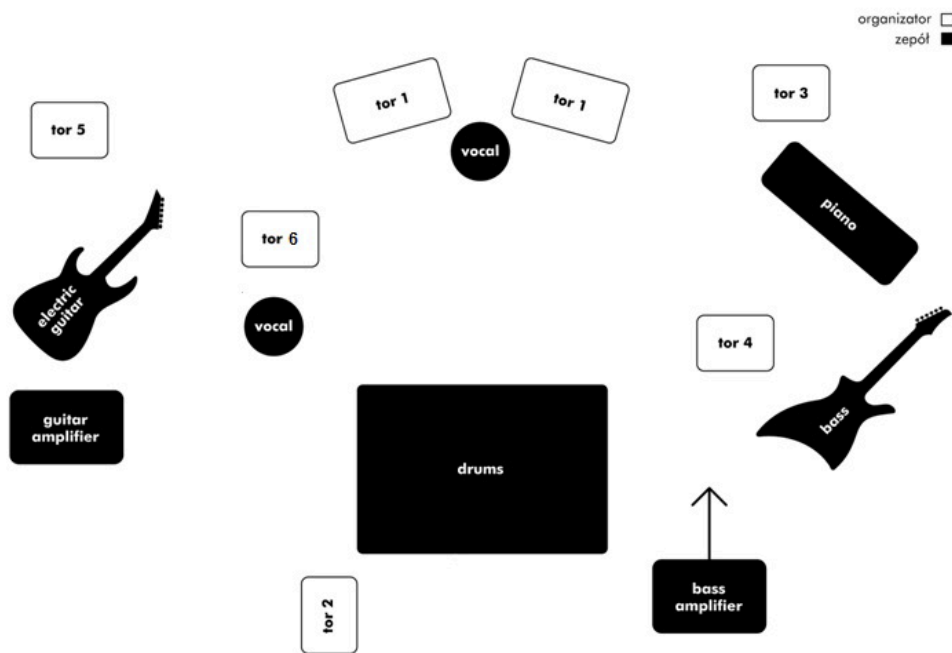 organizator
zepół
tor 1
tor 1
tor 3
tor 5
vocal
piano
tor 6
electric
guitar
vocal
tor 4
guitar
amplifier
bass
drums
bass
amplifier
tor 2